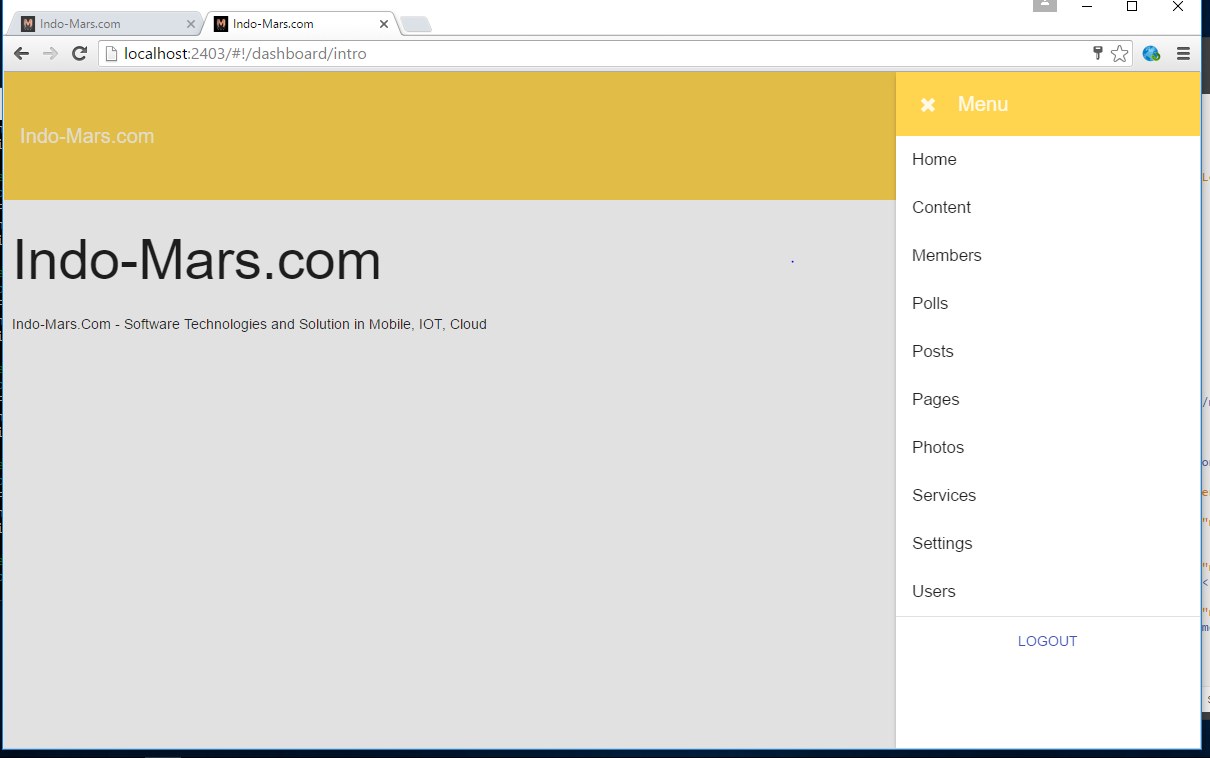 Indo-Mars.com
Indo-Mars.com
localhost:2403/#!/dashboard/intro
Indo-Mars.com
Menu
Indo-Mars.com
Indo-Mars.Com - Software Technologies and Solution in Mobile, IOT, Cloud
Home
Content
Members
Polls
Posts
Pages
Photos
Services
Settings
Users
LOGOUT